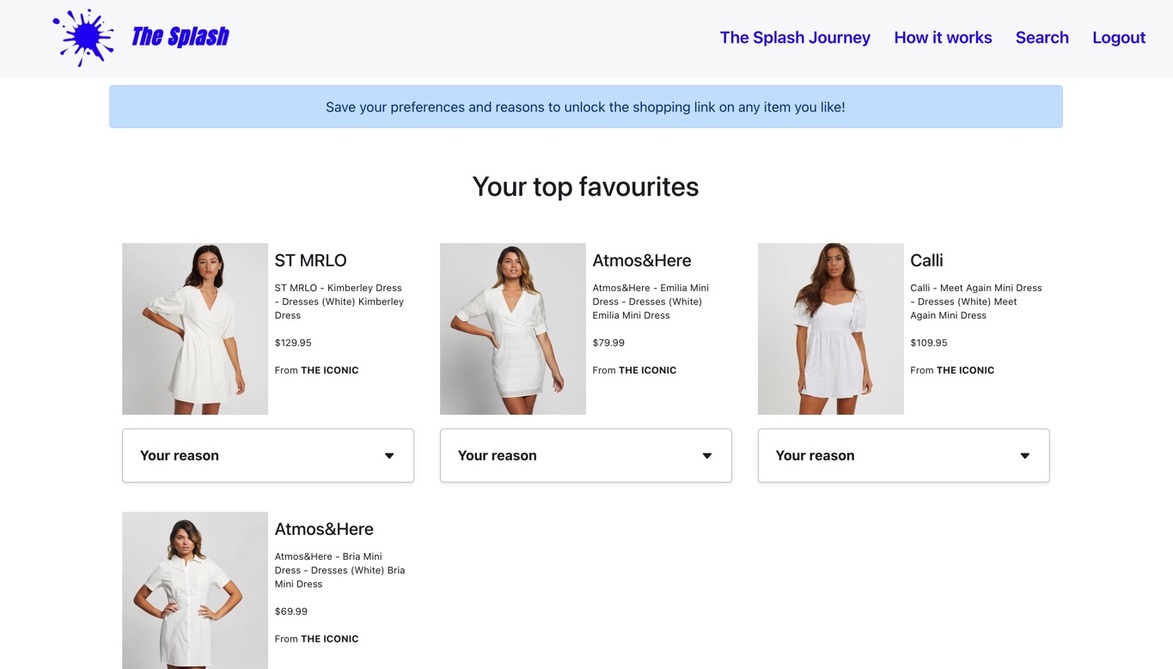 The Splash
The Splash Journey
How it works
Search
Logout
Save your preferences and reasons to unlock the shopping link on any item you like!
Your top favourites
ST MRLO
ST MRLO - Kimberley Dress
- Dresses (White) Kimberley
Dress
$129.95
From THE ICONIC
Your reason
Atmos&Here
Atmos&Here - Emilia Mini
Dress - Dresses (White)
Emilia Mini Dress
$79.99
From THE ICONIC
Your reason
Calli
Calli - Meet Again Mini Dress
- Dresses (White) Meet
Again Mini Dress
$109.95
From THE ICONIC
Your reason
Atmos&Here
Atmos&Here - Bria Mini
Dress - Dresses (White) Bria
Mini Dress
$69.99
From THE ICONIC